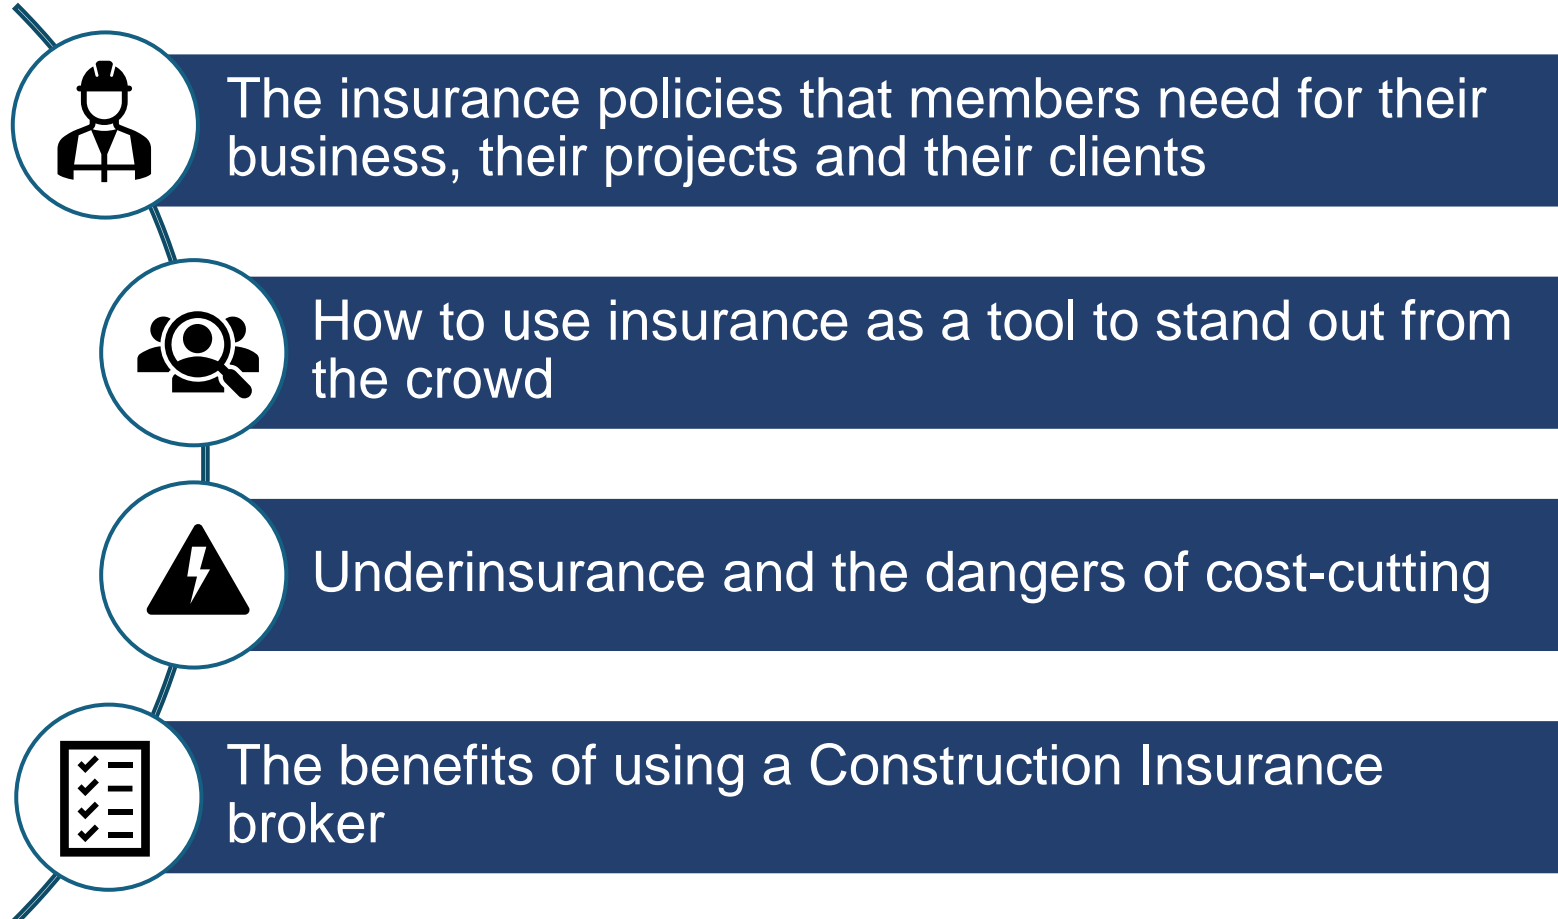 The insurance policies that members need for their
business, their projects and their clients
How to use insurance as a tool to stand out from
the crowd
Underinsurance and the dangers of cost-cutting
The benefits of using a Construction Insurance
broker